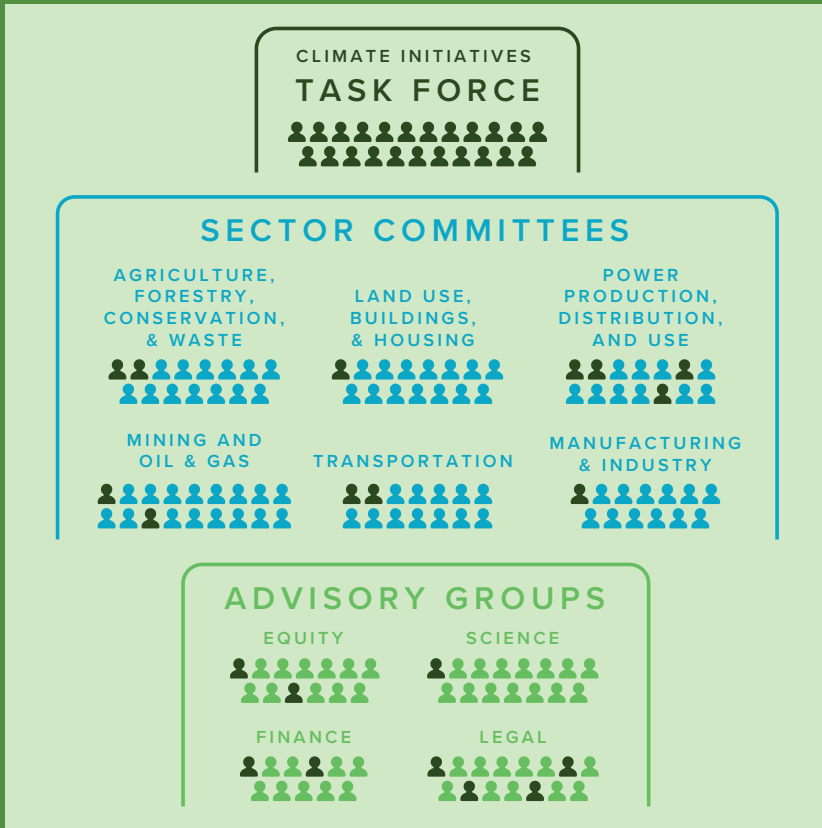 CLIMATE INITIATIVES
TASK FORCE
SECTOR COMMITTEES
AGRICULTURE,
FORESTRY,
CONSERVATION,
& WASTE
LAND USE,
BUILDINGS,
& HOUSING
POWER
PRODUCTION,
DISTRIBUTION,
AND USE
MINING AND
OIL & GAS
TRANSPORTATION
MANUFACTURING
& INDUSTRY
ADVISORY GROUPS
EQUITY
SCIENCE
FINANCE
LEGAL